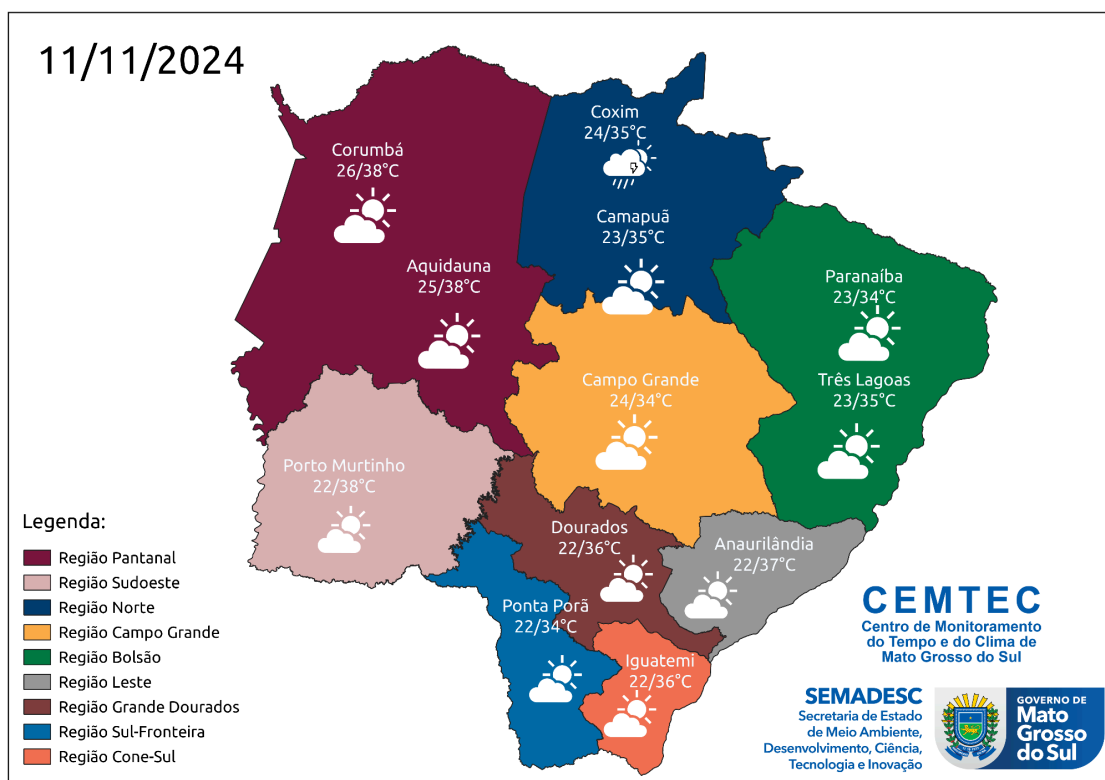 11/11/2024
Coxim
24/35°C
Corumbá
26/38°C
Camapuã
23/35°C
Aquidauna
25/38°C
Paranaíba
23/34°C
Campo Grande
24/34°C
Três Lagoas
23/35°C
Porto Murtinho
22/38°C
Dourados
22/36°C
Anaurilândia
22/37°C
Ponta Porã
22/34°C
Iguatemi
22/36°C
Legenda:
Região Pantanal
Região Sudoeste
Região Norte
Região Campo Grande
Região Bolsão
Região Leste
Região Grande Dourados
Região Sul-Fronteira
Região Cone-Sul
CEMTEC
Centro de Monitoramento
do Tempo e do Clima de
Mato Grosso do Sul
SEMADESC
Secretaria de Estado
de Meio Ambiente,
Desenvolvimento, Ciência,
Tecnologia e Inovação
GOVERNO DE
Mato
Grosso
do Sul